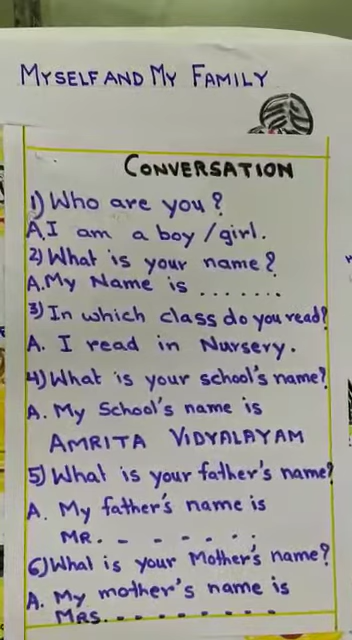 MYSELF AND MY FAMILY
CONVERSATION
1) Who are you?
A. I am a boy/girl.
2) What is your name?
A. My Name is .......
3) In which class do you read?
A. I read in Nursery.
4) What is your school's name?
A. My School's name is
AMRITA VIDYALAYAM
5) What is your father's name?
A. My father's name is
MR. - - - - - - .
6) What is your Mother's name?
A. My mother's name is
MRS. - - - - - - - - -